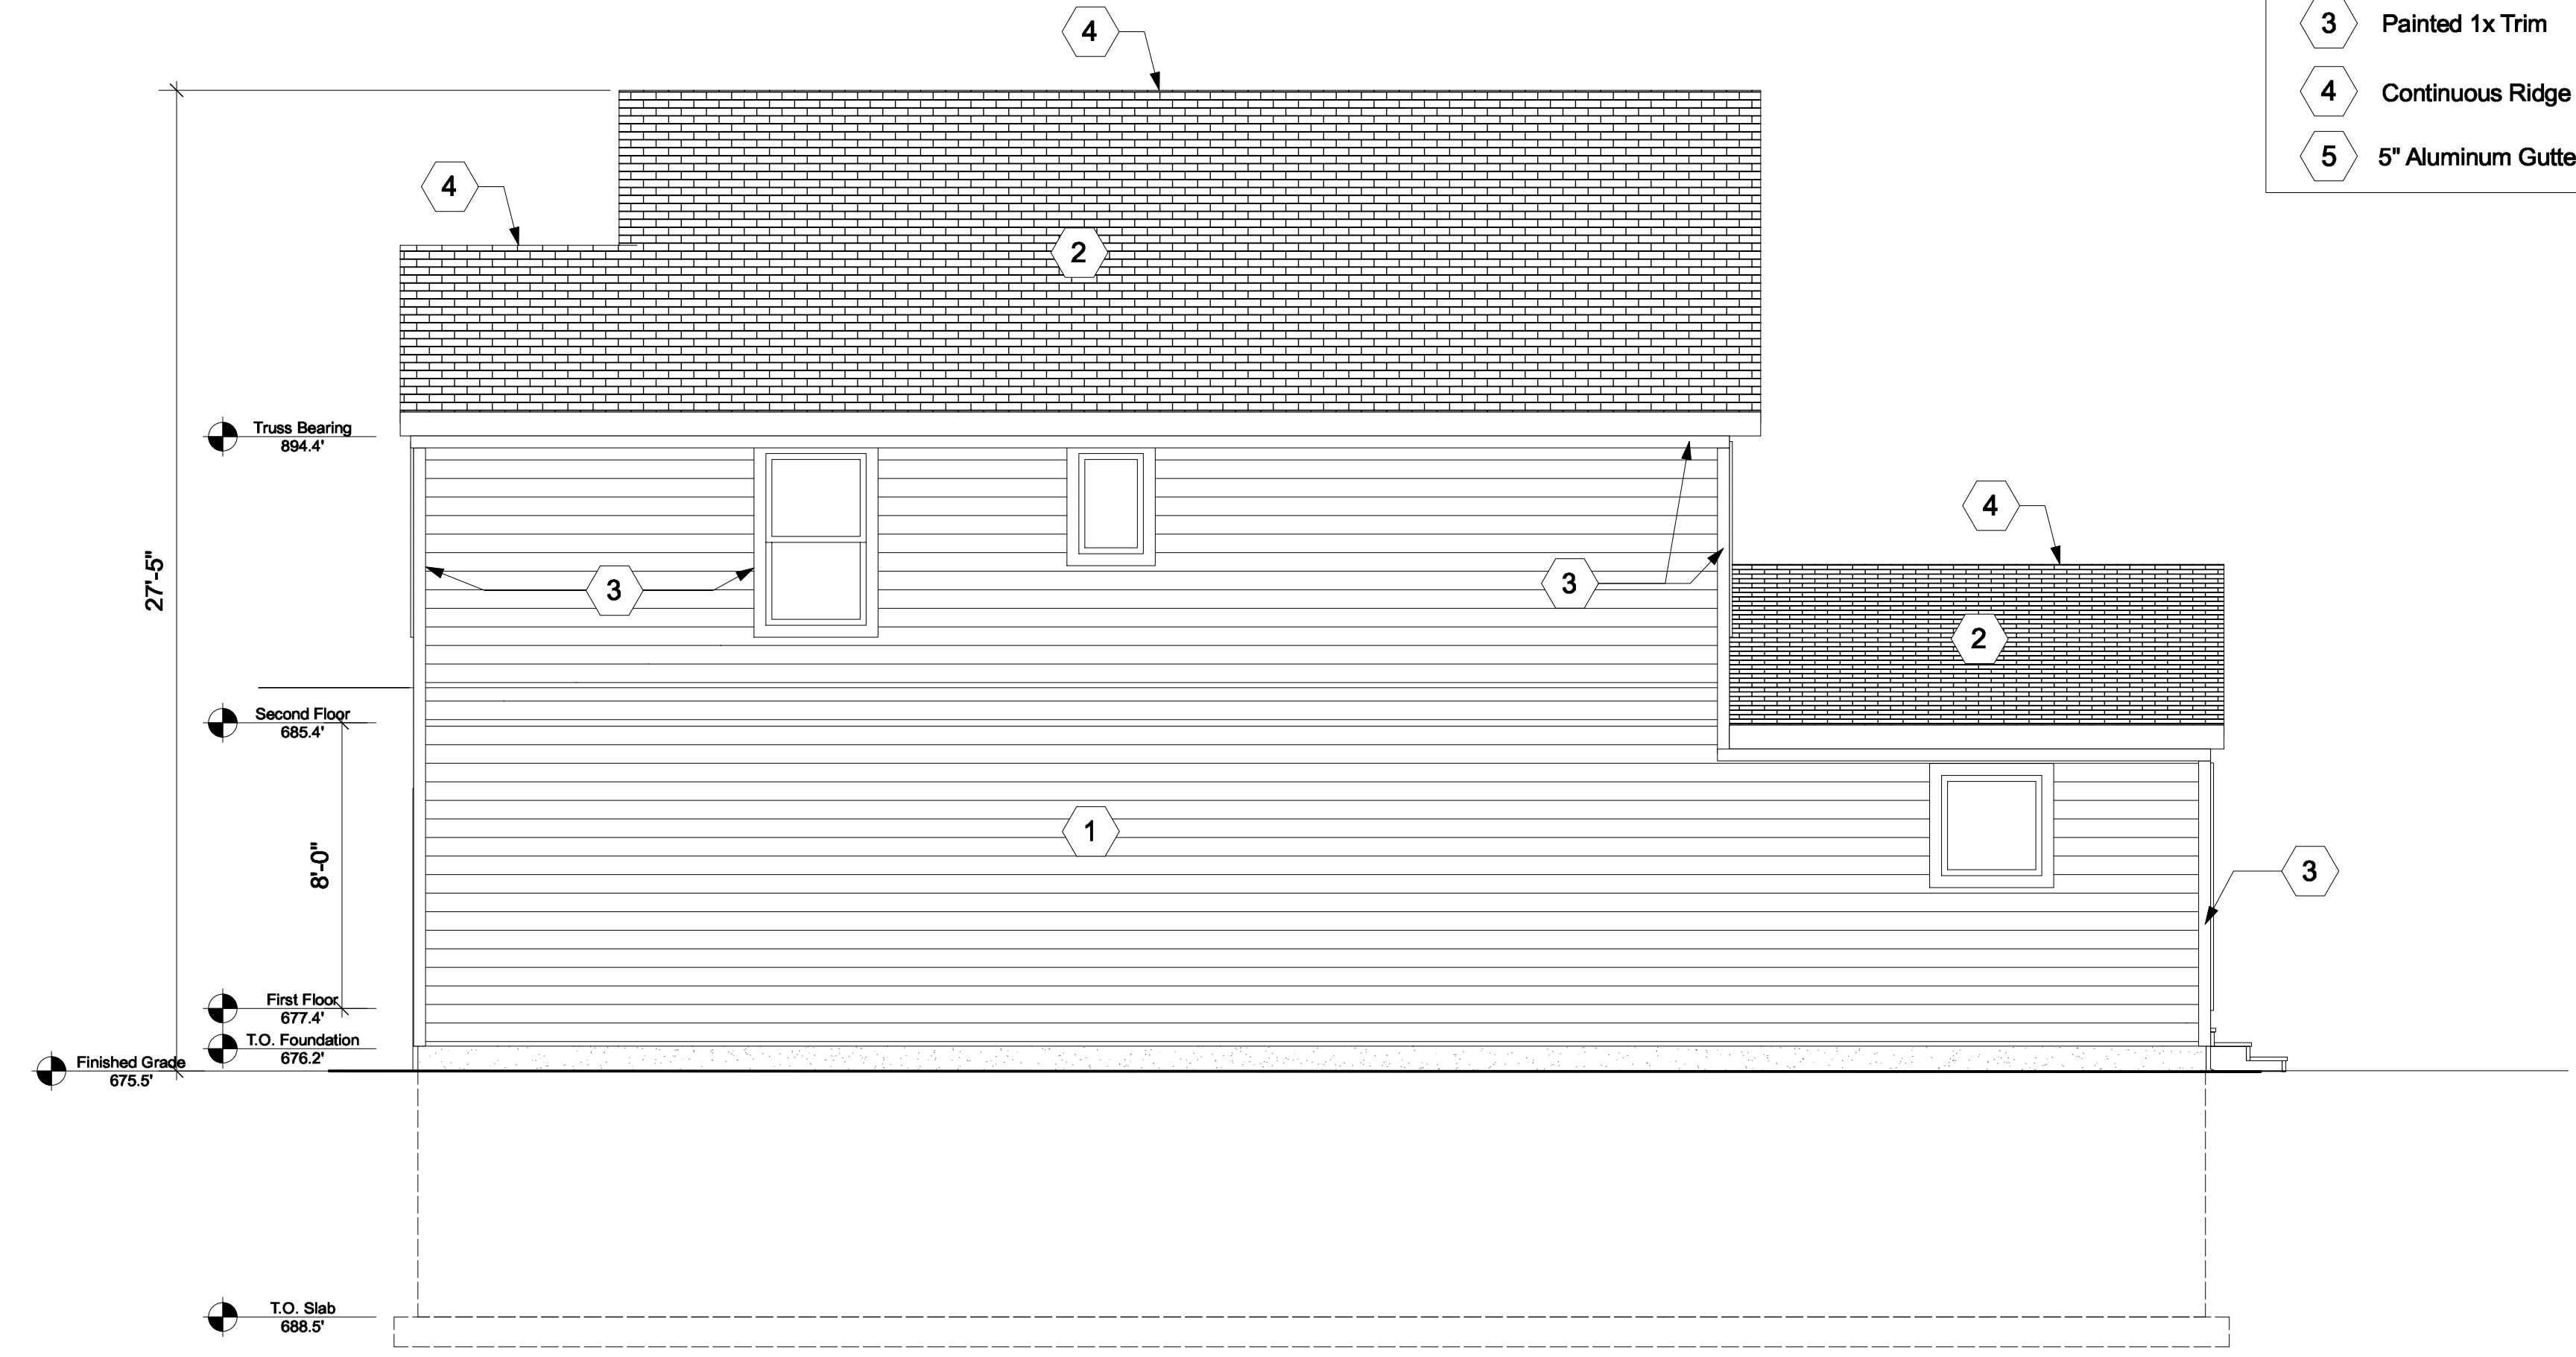 3 Painted 1x Trim
4 Continuous Ridge
5 5" Aluminum Gutte
4
4
2
Truss Bearing
894.4'
4
27'-5"
3
3
2
Second Floor
685.4'
1
8'-0"
3
First Floor
677.4'
T.O. Foundation
676.2'
Finished Grade
675.5'
T.O. Slab
688.5'